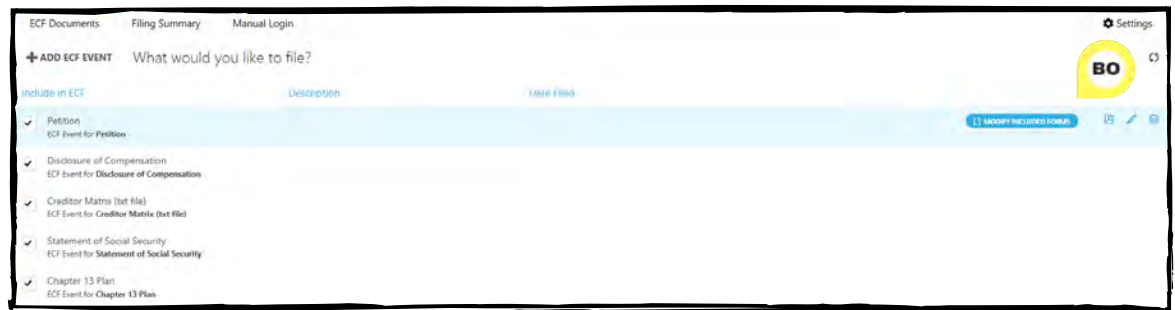 ECF Documents Filing Summary Manual Login Settings
ADD ECF EVENT What would you like to file?
BO
Include in ECF Description Date Filed
Petition MODIFY INCLUDED FORMS
ECF Event for Petition
Disclosure of Compensation
ECF Event for Disclosure of Compensation
Creditor Matrix (txt file)
ECF Event for Creditor Matrix (txt file)
Statement of Social Security
ECF Event for Statement of Social Security
Chapter 13 Plan
ECF Event for Chapter 13 Plan